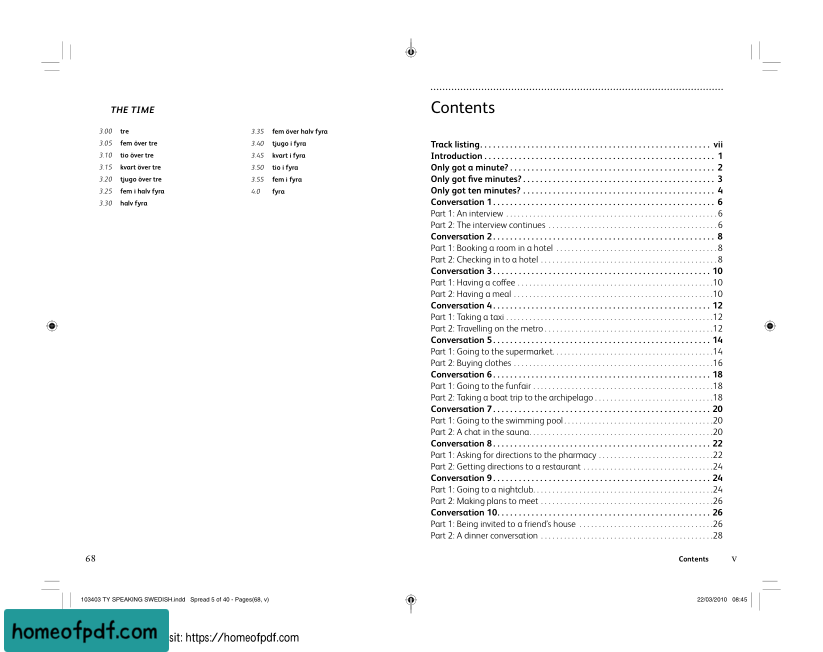 THE TIME
3.00 tre
3.05 fem över tre
3.10 tio över tre
3.15 kvart över tre
3.20 tjugo över tre
3.25 fem i halv fyra
3.30 halv fyra
3.35 fem över halv fyra
3.40 tjugo i fyra
3.45 kvart i fyra
3.50 tio i fyra
3.55 fem i fyra
4.0 fyra
68
Contents
Track listing. . . . . . . . . . vii
Introduction . . . . . . . . . . 1
Only got a minute? . . . . . . . . . . 2
Only got five minutes? . . . . . . . . . . 3
Only got ten minutes? . . . . . . . . . . 4
Conversation 1 . . . . . . . . . . 6
Part 1: An interview . . . . . . . . . . 6
Part 2: The interview continues . . . . . . . . . . 6
Conversation 2 . . . . . . . . . . 8
Part 1: Booking a room in a hotel . . . . . . . . . . 8
Part 2: Checking in to a hotel . . . . . . . . . . 8
Conversation 3 . . . . . . . . . . 10
Part 1: Having a coffee . . . . . . . . . . 10
Part 2: Having a meal . . . . . . . . . . 10
Conversation 4 . . . . . . . . . . 12
Part 1: Taking a taxi . . . . . . . . . . 12
Part 2: Travelling on the metro . . . . . . . . . . 12
Conversation 5 . . . . . . . . . . 14
Part 1: Going to the supermarket. . . . . . . . . . 14
Part 2: Buying clothes . . . . . . . . . . 16
Conversation 6 . . . . . . . . . . 18
Part 1: Going to the funfair . . . . . . . . . . 18
Part 2: Taking a boat trip to the archipelago . . . . . . . . . . 18
Conversation 7 . . . . . . . . . . 20
Part 1: Going to the swimming pool . . . . . . . . . . 20
Part 2: A chat in the sauna. . . . . . . . . . 20
Conversation 8 . . . . . . . . . . 22
Part 1: Asking for directions to the pharmacy . . . . . . . . . . 22
Part 2: Getting directions to a restaurant . . . . . . . . . . 24
Conversation 9 . . . . . . . . . . 24
Part 1: Going to a nightclub. . . . . . . . . . 24
Part 2: Making plans to meet . . . . . . . . . . 26
Conversation 10. . . . . . . . . . 26
Part 1: Being invited to a friend's house . . . . . . . . . . 26
Part 2: A dinner conversation . . . . . . . . . . 28
Contents v
103403 TY SPEAKING SWEDISH.indd Spread 5 of 40 - Pages(68, v)
22/03/2010 08:45
homeofpdf.com
sit: https://homeofpdf.com